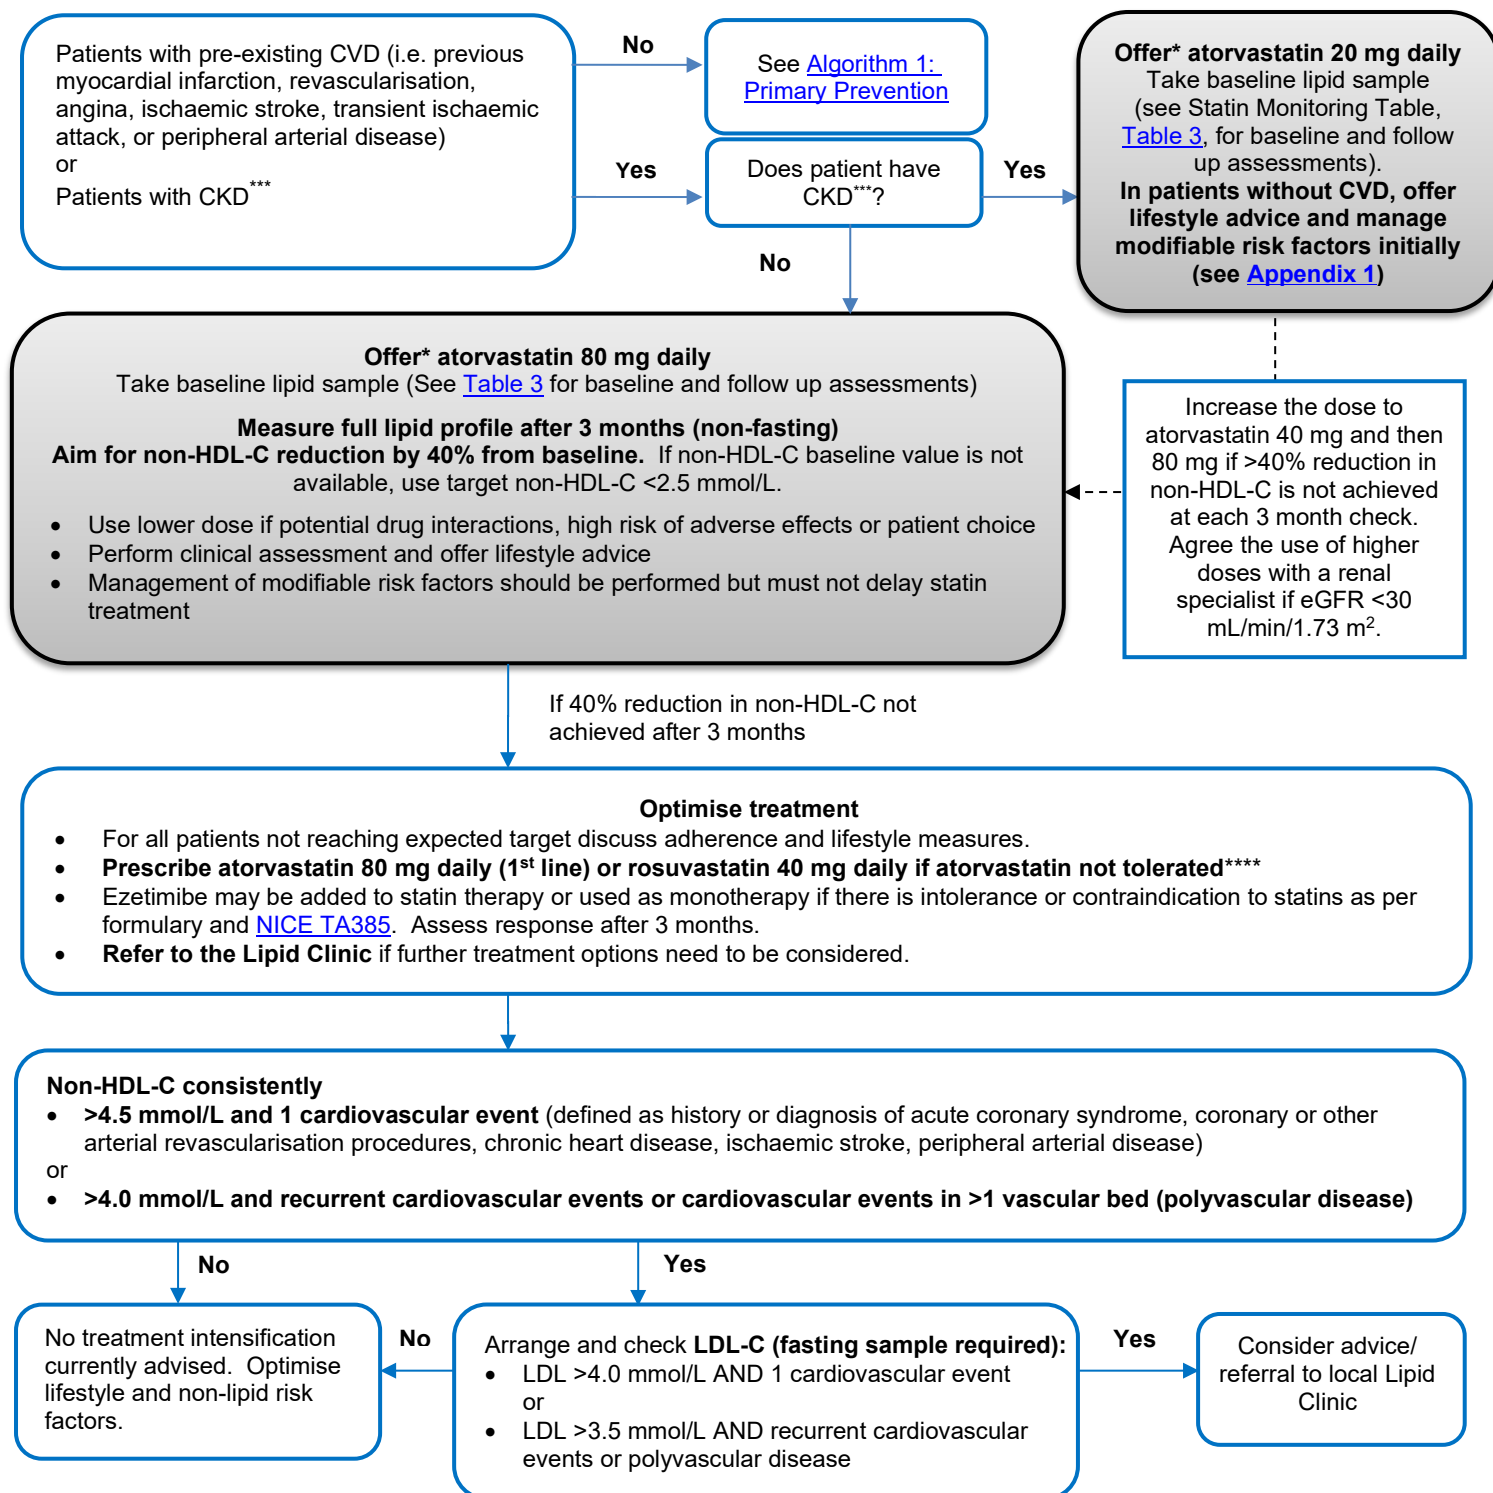 Patients with pre-existing CVD (i.e. previous
myocardial infarction, revascularisation,
angina, ischaemic stroke, transient ischaemic
attack, or peripheral arterial disease)
or
Patients with CKD***
No
See Algorithm 1:
Primary Prevention
Yes
Does patient have
CKD***?
Yes
Offer* atorvastatin 20 mg daily
Take baseline lipid sample
(see Statin Monitoring Table,
Table 3, for baseline and follow
up assessments).
In patients without CVD, offer
lifestyle advice and manage
modifiable risk factors initially
(see Appendix 1)
No
Offer* atorvastatin 80 mg daily
Take baseline lipid sample (See Table 3 for baseline and follow up assessments)
Measure full lipid profile after 3 months (non-fasting)
Aim for non-HDL-C reduction by 40% from baseline. If non-HDL-C baseline value is not
available, use target non-HDL-C <2.5 mmol/L.
• Use lower dose if potential drug interactions, high risk of adverse effects or patient choice
• Perform clinical assessment and offer lifestyle advice
• Management of modifiable risk factors should be performed but must not delay statin
treatment
Increase the dose to
atorvastatin 40 mg and then
80 mg if >40% reduction in
non-HDL-C is not achieved
at each 3 month check.
Agree the use of higher
doses with a renal
specialist if eGFR <30
mL/min/1.73 m².
If 40% reduction in non-HDL-C not
achieved after 3 months
Optimise treatment
• For all patients not reaching expected target discuss adherence and lifestyle measures.
• Prescribe atorvastatin 80 mg daily (1st line) or rosuvastatin 40 mg daily if atorvastatin not tolerated****
• Ezetimibe may be added to statin therapy or used as monotherapy if there is intolerance or contraindication to statins as per
formulary and NICE TA385. Assess response after 3 months.
• Refer to the Lipid Clinic if further treatment options need to be considered.
Non-HDL-C consistently
• >4.5 mmol/L and 1 cardiovascular event (defined as history or diagnosis of acute coronary syndrome, coronary or other
arterial revascularisation procedures, chronic heart disease, ischaemic stroke, peripheral arterial disease)
or
• >4.0 mmol/L and recurrent cardiovascular events or cardiovascular events in >1 vascular bed (polyvascular disease)
No
Yes
No treatment intensification
currently advised. Optimise
lifestyle and non-lipid risk
factors.
No
Arrange and check LDL-C (fasting sample required):
• LDL >4.0 mmol/L AND 1 cardiovascular event
or
• LDL >3.5 mmol/L AND recurrent cardiovascular
events or polyvascular disease
Yes
Consider advice/
referral to local Lipid
Clinic